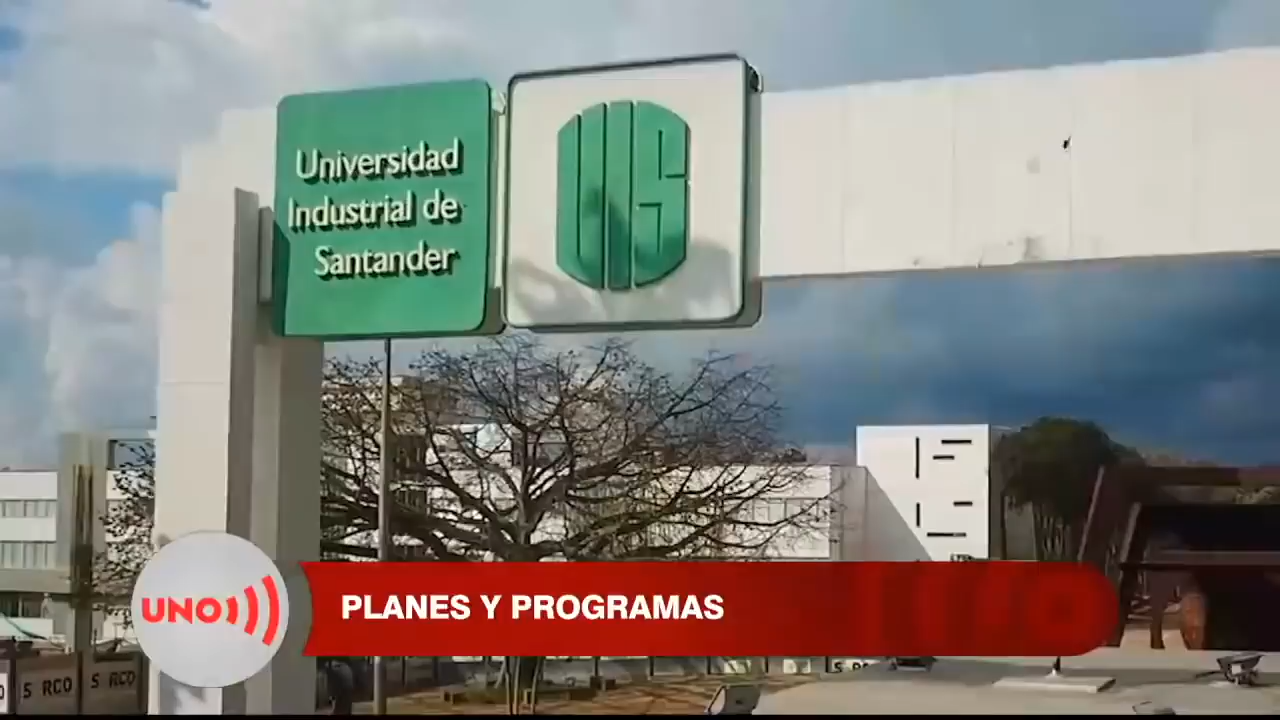 Universidad
Industrial de
Santander
UIS
UNO
PLANES Y PROGRAMAS